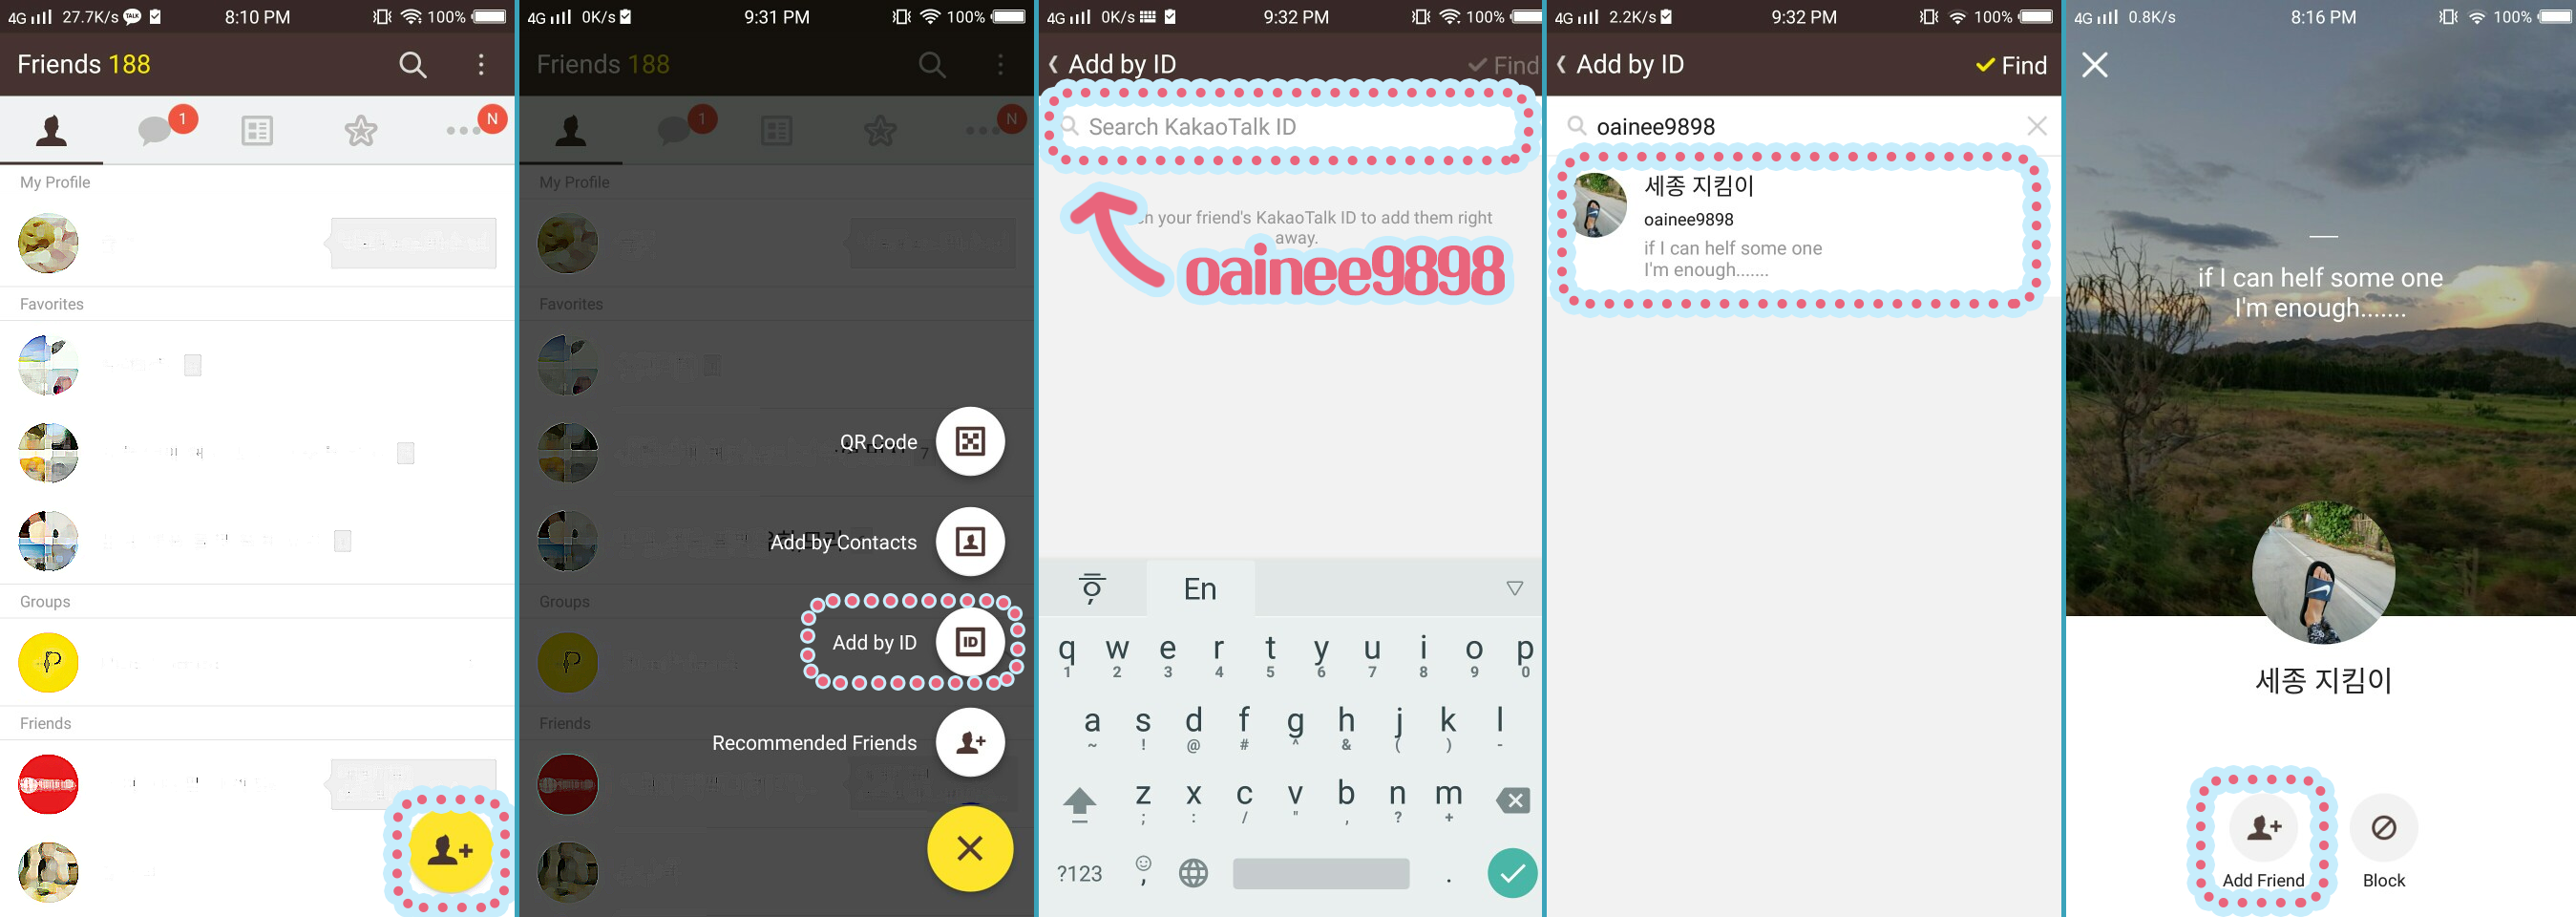 4G 27.7K/s TALK 8:10 PM 100%
Friends 188
1
N
My Profile
Favorites
Groups
P
Friends
4G 0K/s 9:31 PM 100%
Friends 188
1
N
My Profile
Favorites
QR Code
7
Add by Contacts
Groups
Add by ID
ID
P
Friends
Recommended Friends
4G 0K/s 9:32 PM 100%
Add by ID
Find
Search KakaoTalk ID
your friend's KakaoTalk ID to add them right
away.
oainee9898
En
q w e r t y u i o p
1 2 3 4 5 6 7 8 9 0
a s d f g h j k l
~ ! @ # ^ & ( ) -
z x c v b n m
; : / " , ? +
?123 , .
4G 2.2K/s 9:32 PM 100%
Add by ID
Find
oainee9898
세종 지킴이
oainee9898
if I can helf some one
I'm enough.......
4G 0.8K/s 8:16 PM 100%
if I can helf some one
I'm enough.......
세종 지킴이
Add Friend
Block